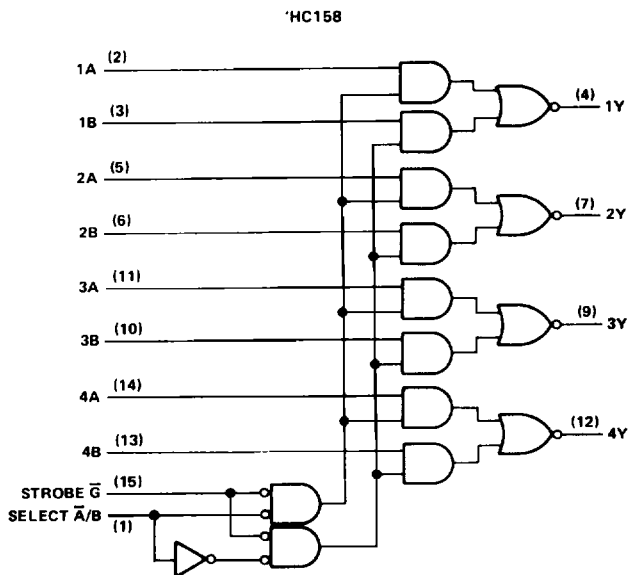 'HC158
1A (2)
1B (3)
(4) 1Y
2A (5)
2B (6)
(7) 2Y
3A (11)
3B (10)
(9) 3Y
4A (14)
4B (13)
(12) 4Y
STROBE G̅ (15)
SELECT A̅/B (1)